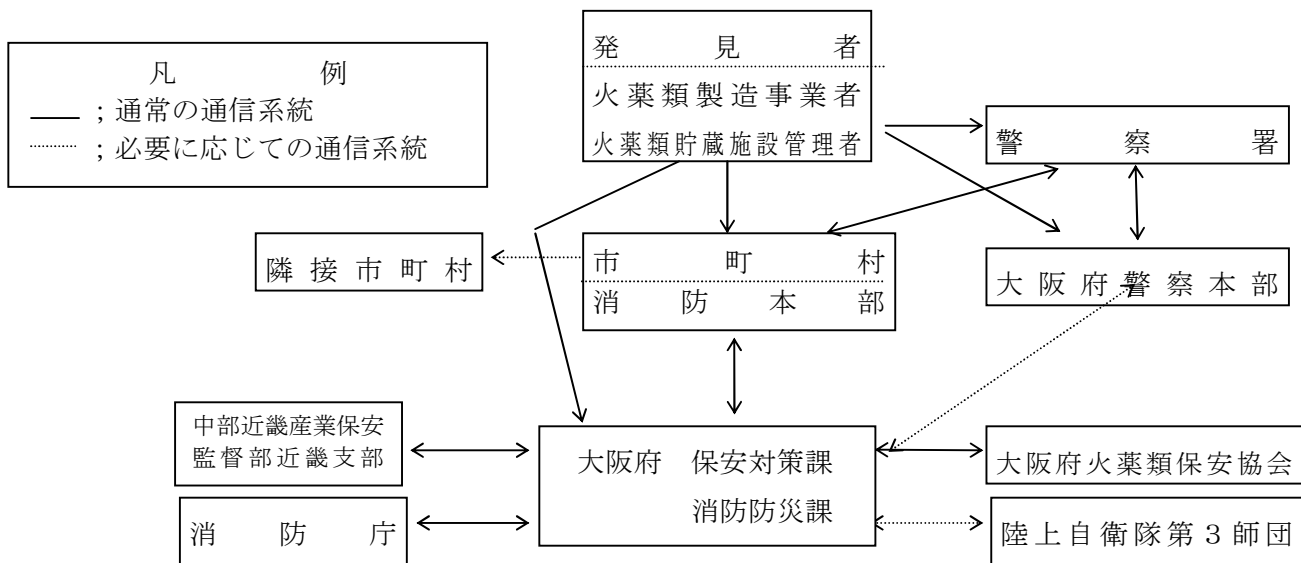 発見者
火薬類製造事業者
火薬類貯蔵施設管理者
凡例
；通常の通信系統
；必要に応じての通信系統
警察署
隣接市町村
市町村
消防本部
大阪府警察本部
中部近畿産業保安
監督部近畿支部
大阪府　保安対策課
消防防災課
大阪府火薬類保安協会
消防庁
陸上自衛隊第３師団